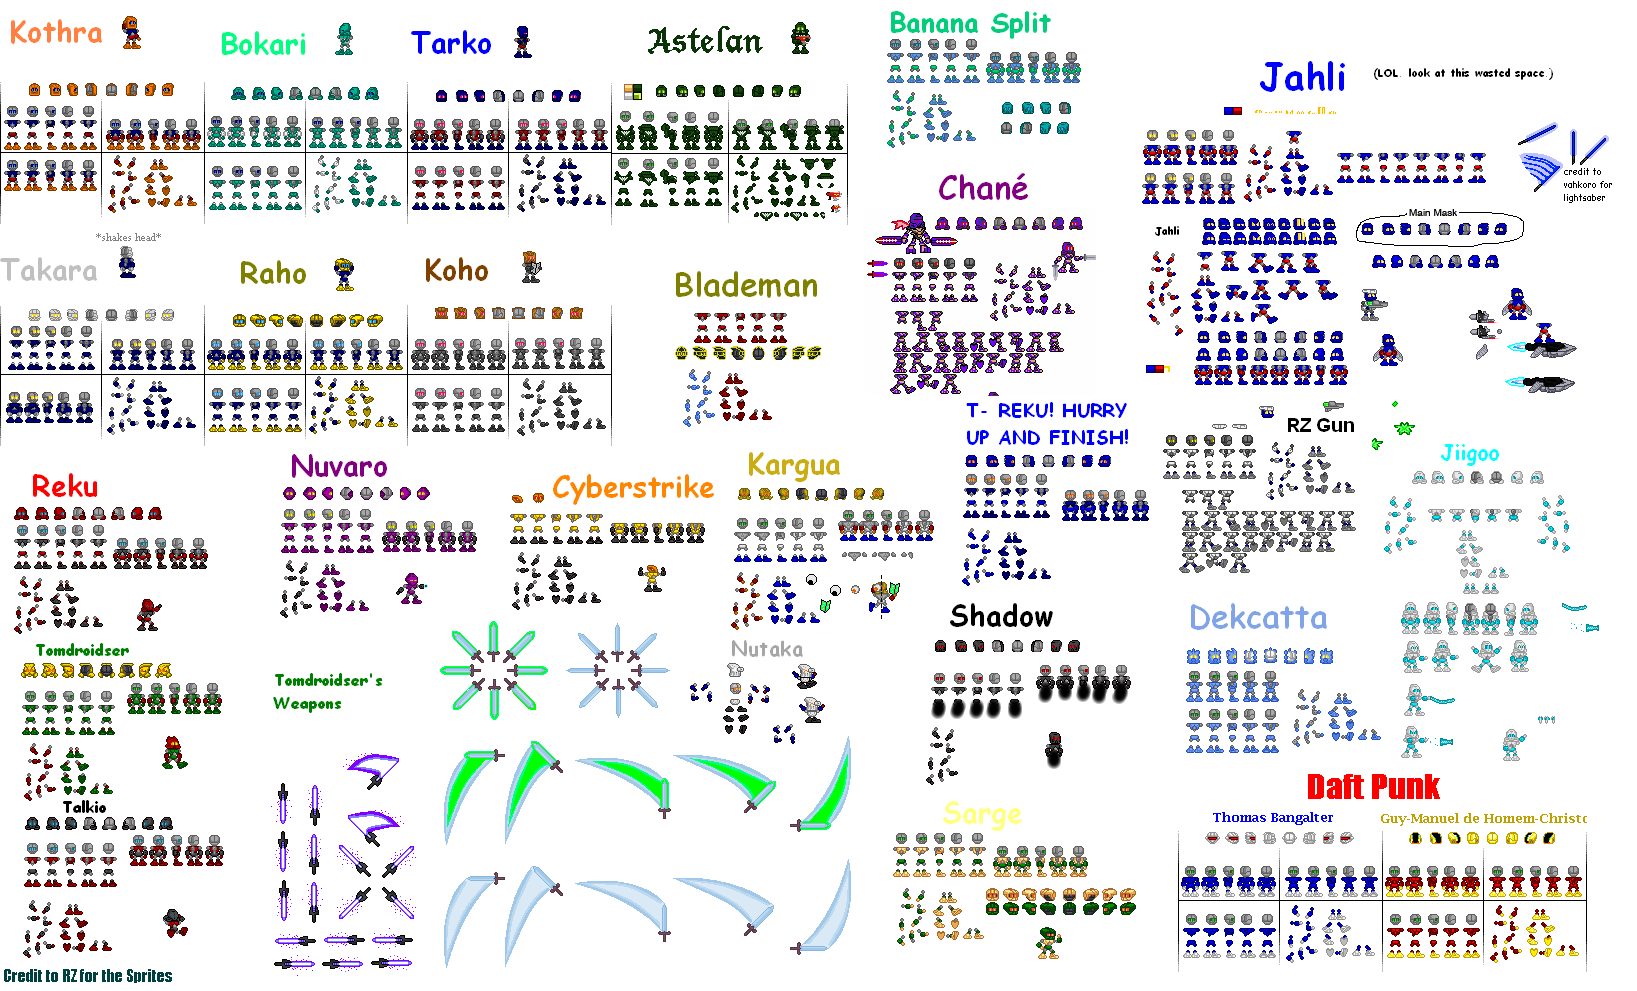 Kothra
Bokari
Tarko
Astelan
Banana Split
Jahli
(LOL. look at this wasted space.)
credit to
vahkoro for
lightsaber
Chané
Main Mask
Jahli
*shakes head*
Takara
Raho
Koho
Blademan
T- REKU! HURRY
UP AND FINISH!
RZ Gun
Jiigoo
Reku
Nuvaro
Cyberstrike
Kargua
Shadow
Dekcatta
Tomdroidser
Tomdroidser's
Weapons
Nutaka
Talkio
Sarge
Daft Punk
Thomas Bangalter
Guy-Manuel de Homem-Christo
Credit to RZ for the Sprites